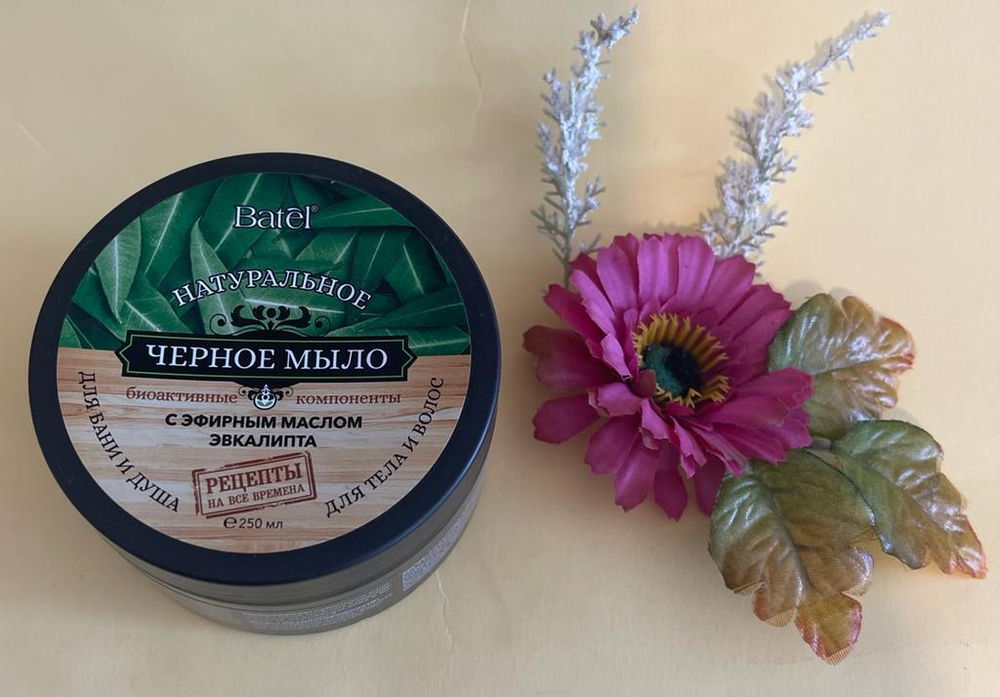 Batel®
НАТУРАЛЬНОЕ
ЧЕРНОЕ МЫЛО
биоактивные компоненты
С ЭФИРНЫМ МАСЛОМ
ЭВКАЛИПТА
ДЛЯ БАНИ И ДУША
ДЛЯ ТЕЛА И ВОЛОС
РЕЦЕПТЫ
НА ВСЕ ВРЕМЕНА
℮ 250 мл